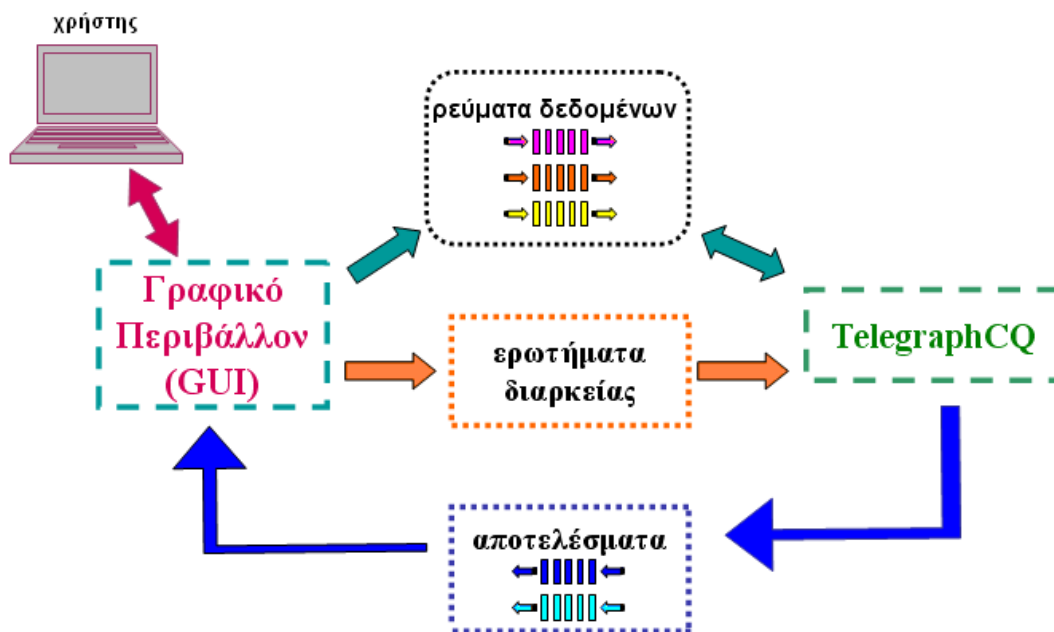 χρήστης
ρεύματα δεδομένων
Γραφικό
Περιβάλλον
(GUI)
ερωτήματα
διαρκείας
TelegraphCQ
αποτελέσματα